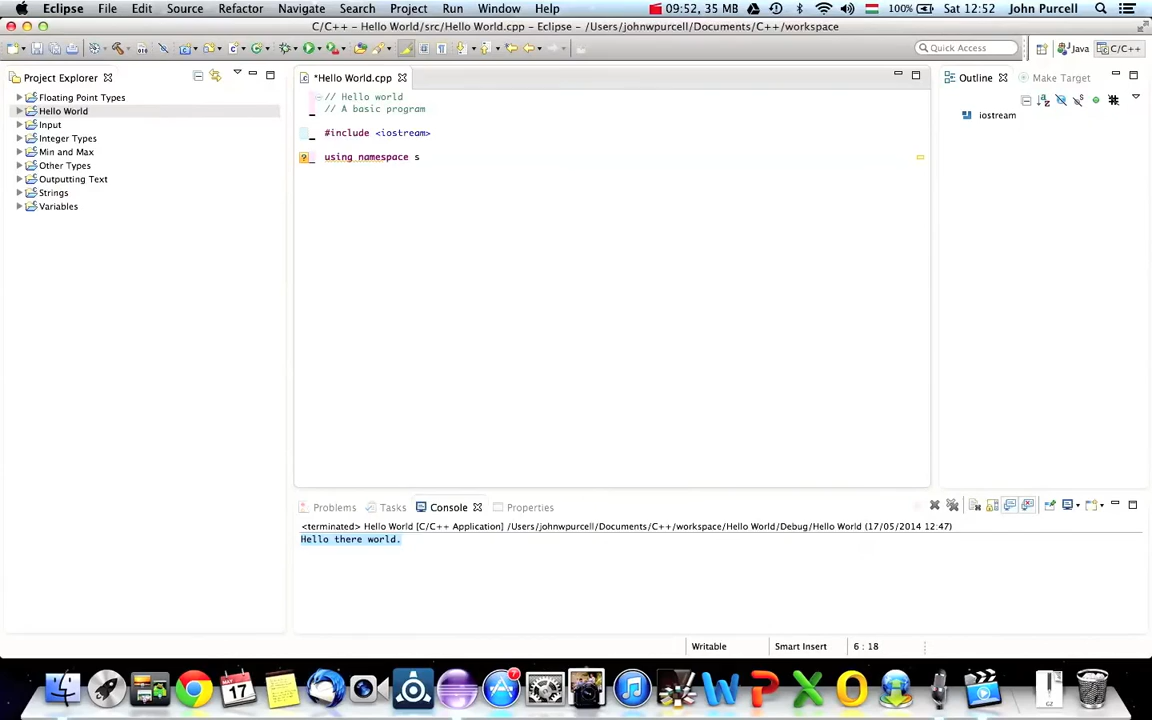 Eclipse File Edit Source Refactor Navigate Search Project Run Window Help 09:52, 35 MB 100% Sat 12:52 John Purcell
C/C++ – Hello World/src/Hello World.cpp – Eclipse – /Users/johnwpurcell/Documents/C++/workspace
Quick Access Java C/C++
Project Explorer
Floating Point Types
Hello World
Input
Integer Types
Min and Max
Other Types
Outputting Text
Strings
Variables
*Hello World.cpp
// Hello world
// A basic program
#include <iostream>
using namespace s
Outline Make Target
iostream
Problems Tasks Console Properties
<terminated> Hello World [C/C++ Application] /Users/johnwpurcell/Documents/C++/workspace/Hello World/Debug/Hello World (17/05/2014 12:47)
Hello there world.
Writable Smart Insert 6 : 18
17 7 W P X O